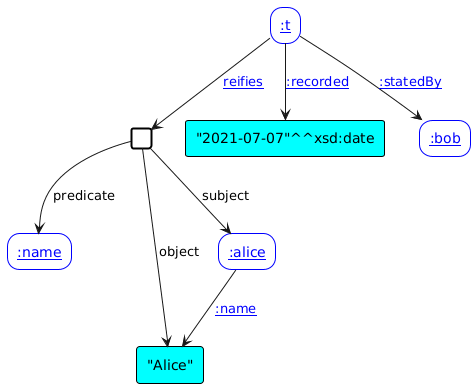 :t
reifies
:recorded
:statedBy
"2021-07-07"^^xsd:date
:bob
predicate
subject
:name
object
:alice
:name
"Alice"